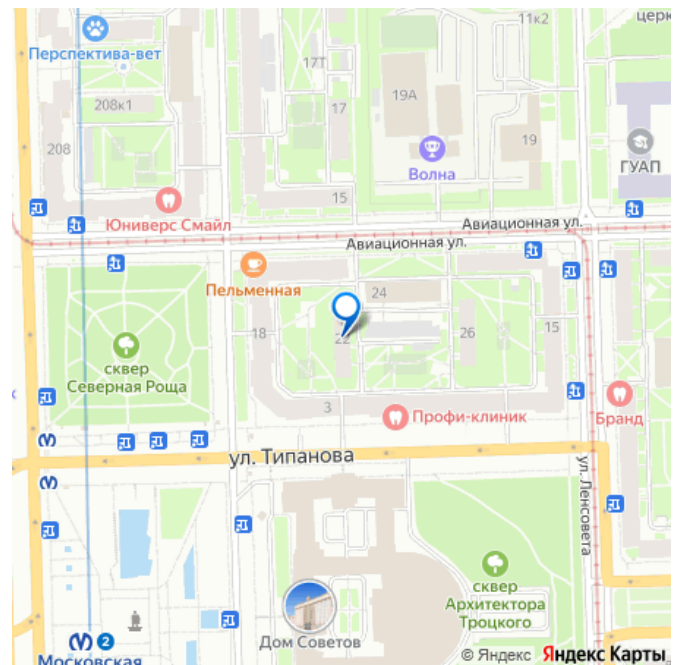 11к2
церк
Перспектива-вет
17Т
208к1
17
19А
208
19
Волна
ГУАП
15
Юниверс Смайл
Авиационная ул.
Авиационная ул.
Пельменная
24
18
22
26
15
сквер
Северная Роща
3
Профи-клиник
Бранд
ул. Типанова
ул. Ленсовета
сквер
Архитектора
Троцкого
Дом Советов
2
Московская
© Яндекс Яндекс Карты